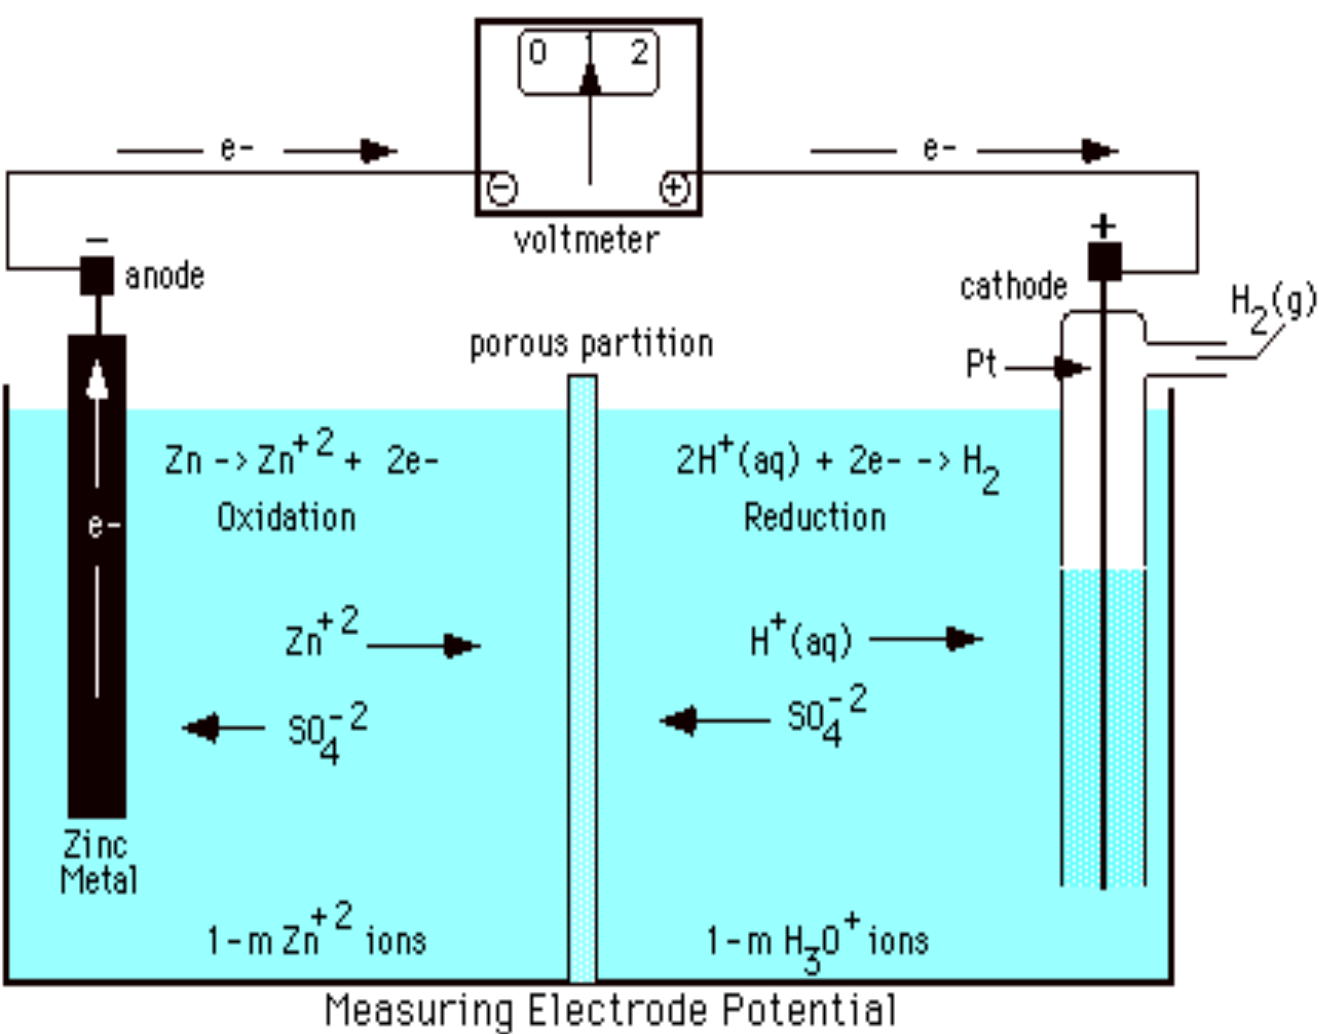 0 1 2
e- e-
− +
voltmeter
− +
anode
cathode
H₂(g)
porous partition
Pt
Zn -> Zn⁺² + 2e-
Oxidation
2H⁺(aq) + 2e- -> H₂
Reduction
e-
Zn⁺²
H⁺(aq)
SO₄⁻²
SO₄⁻²
Zinc
Metal
1-m Zn⁺² ions
1-m H₃O⁺ ions
Measuring Electrode Potential